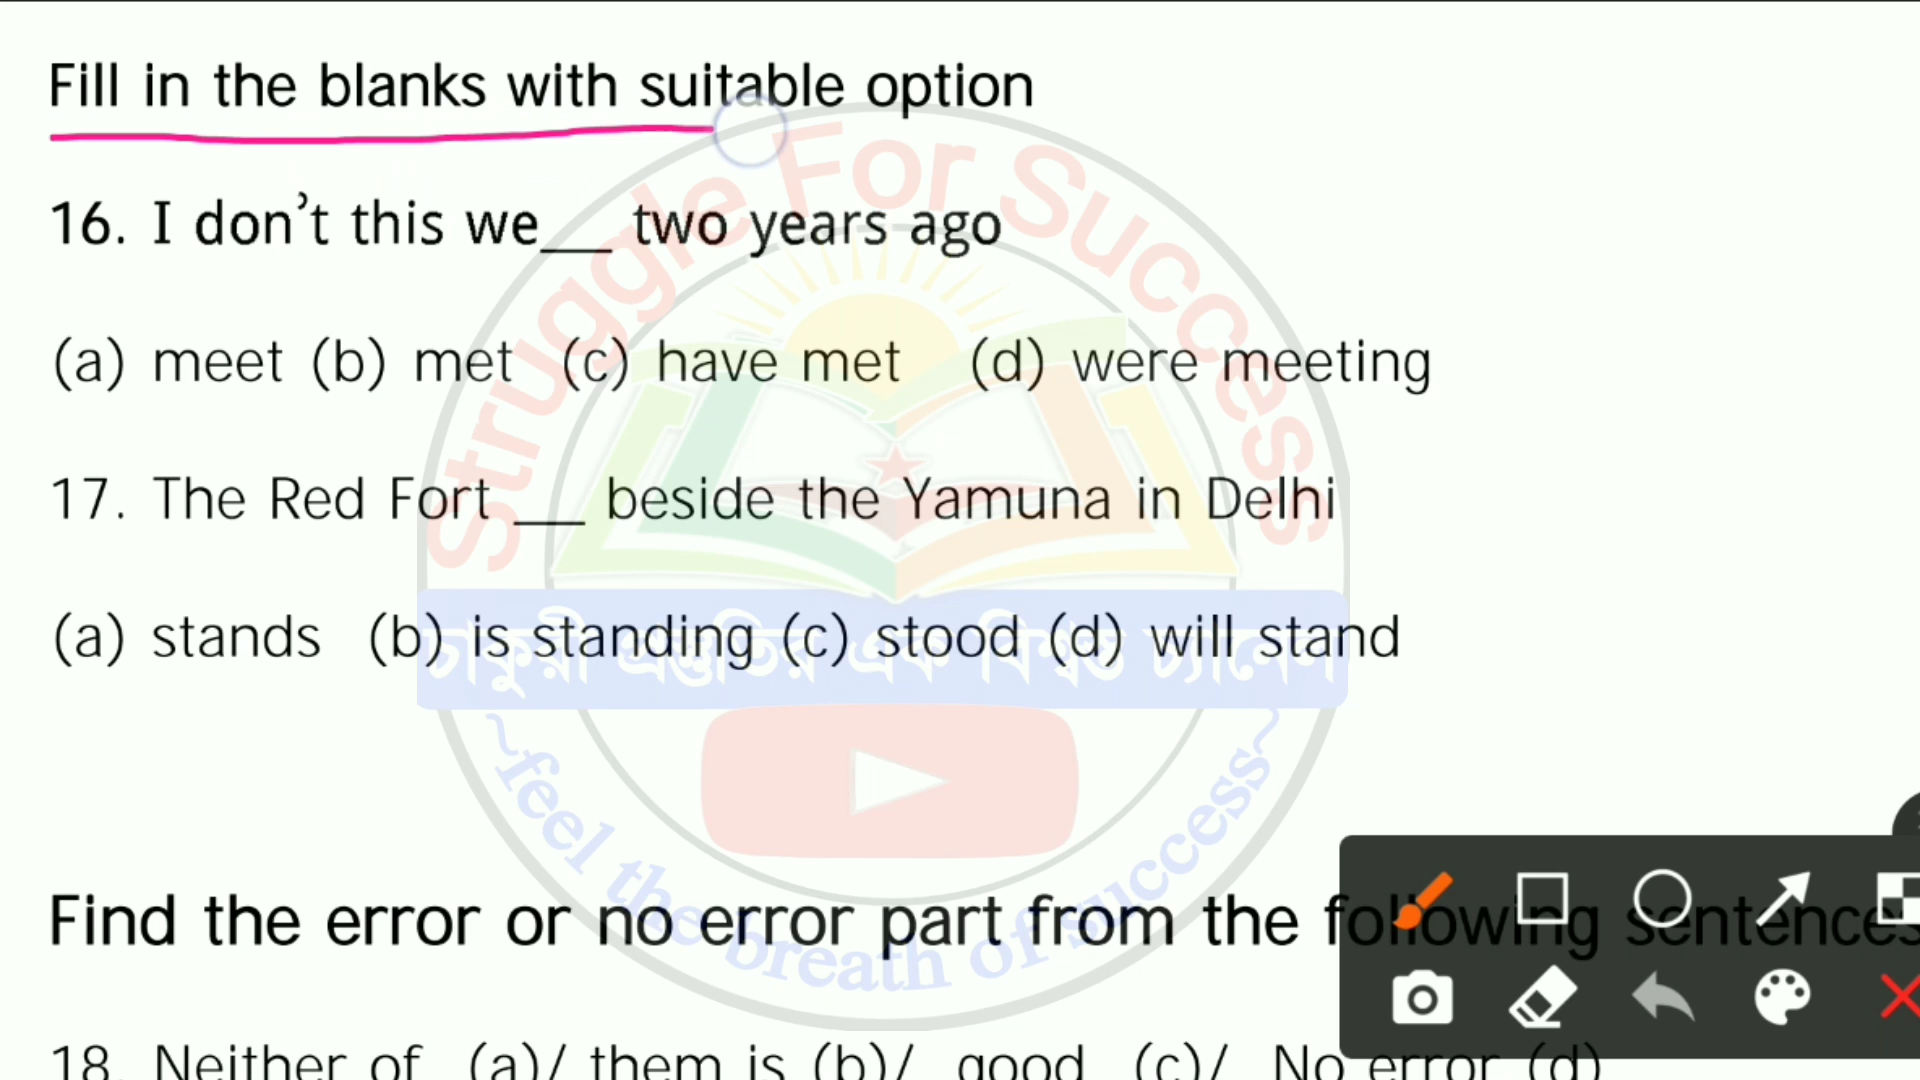 Fill in the blanks with suitable option
Struggle For Success
16. I don't this we___ two years ago
(a) meet (b) met (c) have met (d) were meeting
17. The Red Fort ___ beside the Yamuna in Delhi
(a) stands (b) is standing (c) stood (d) will stand
~feel the breath of success~
Find the error or no error part from the following sentences
18. Neither of (a)/ them is (b)/ good (c)/ No error (d)